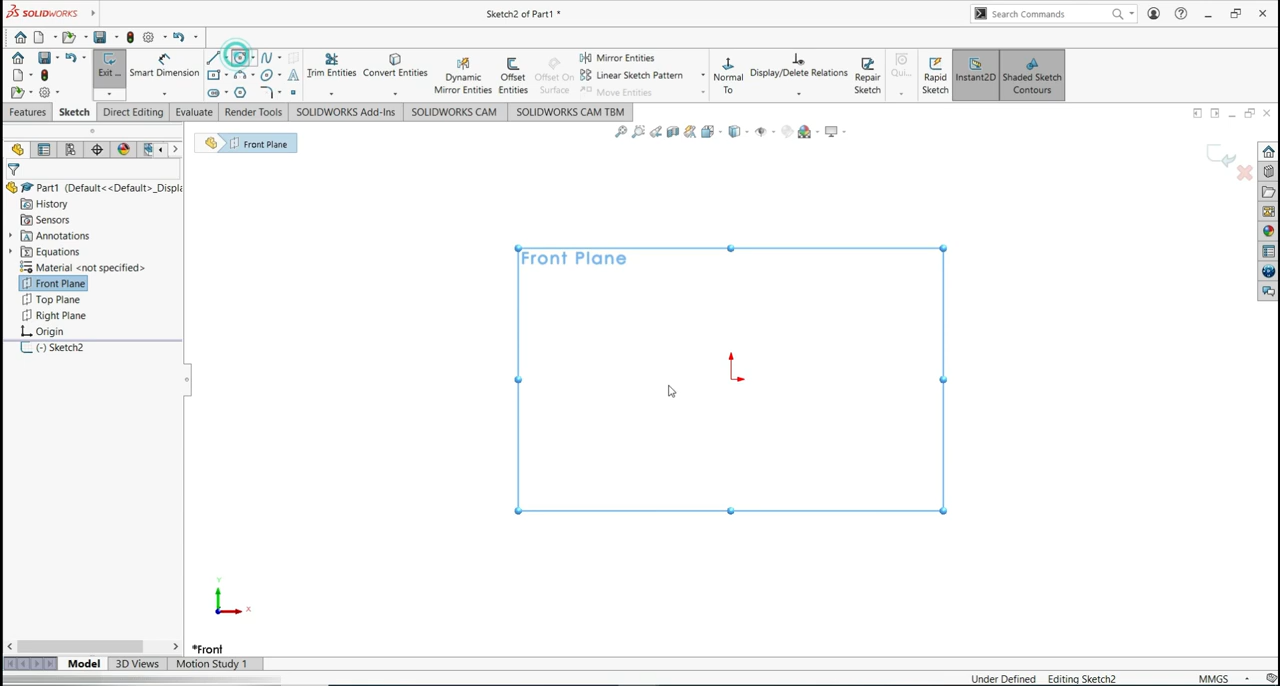 SOLIDWORKS
Sketch2 of Part1 *
Search Commands
Exit ...
Smart Dimension
Trim Entities
Convert Entities
Dynamic
Mirror Entities
Offset
Entities
Offset On
Surface
Mirror Entities
Linear Sketch Pattern
Move Entities
Normal
To
Display/Delete Relations
Repair
Sketch
Qui...
Rapid
Sketch
Instant2D
Shaded Sketch
Contours
Features
Sketch
Direct Editing
Evaluate
Render Tools
SOLIDWORKS Add-Ins
SOLIDWORKS CAM
SOLIDWORKS CAM TBM
Front Plane
Part1 (Default<<Default>_Displa
History
Sensors
Annotations
Equations
Material <not specified>
Front Plane
Top Plane
Right Plane
Origin
(-) Sketch2
Front Plane
Y
X
*Front
Model
3D Views
Motion Study 1
Under Defined
Editing Sketch2
MMGS